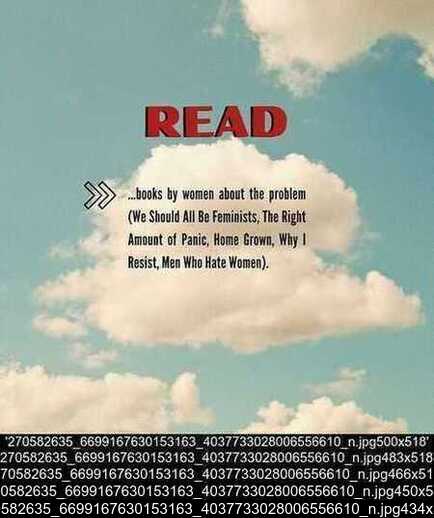 READ
...books by women about the problem
(We Should All Be Feminists, The Right
Amount of Panic, Home Grown, Why I
Resist, Men Who Hate Women).
'270582635_6699167630153163_4037733028006556610_n.jpg500x518'
270582635_6699167630153163_4037733028006556610_n.jpg483x518
70582635_6699167630153163_4037733028006556610_n.jpg466x51
0582635_6699167630153163_4037733028006556610_n.jpg450x5
582635_6699167630153163_4037733028006556610_n.jpg434x